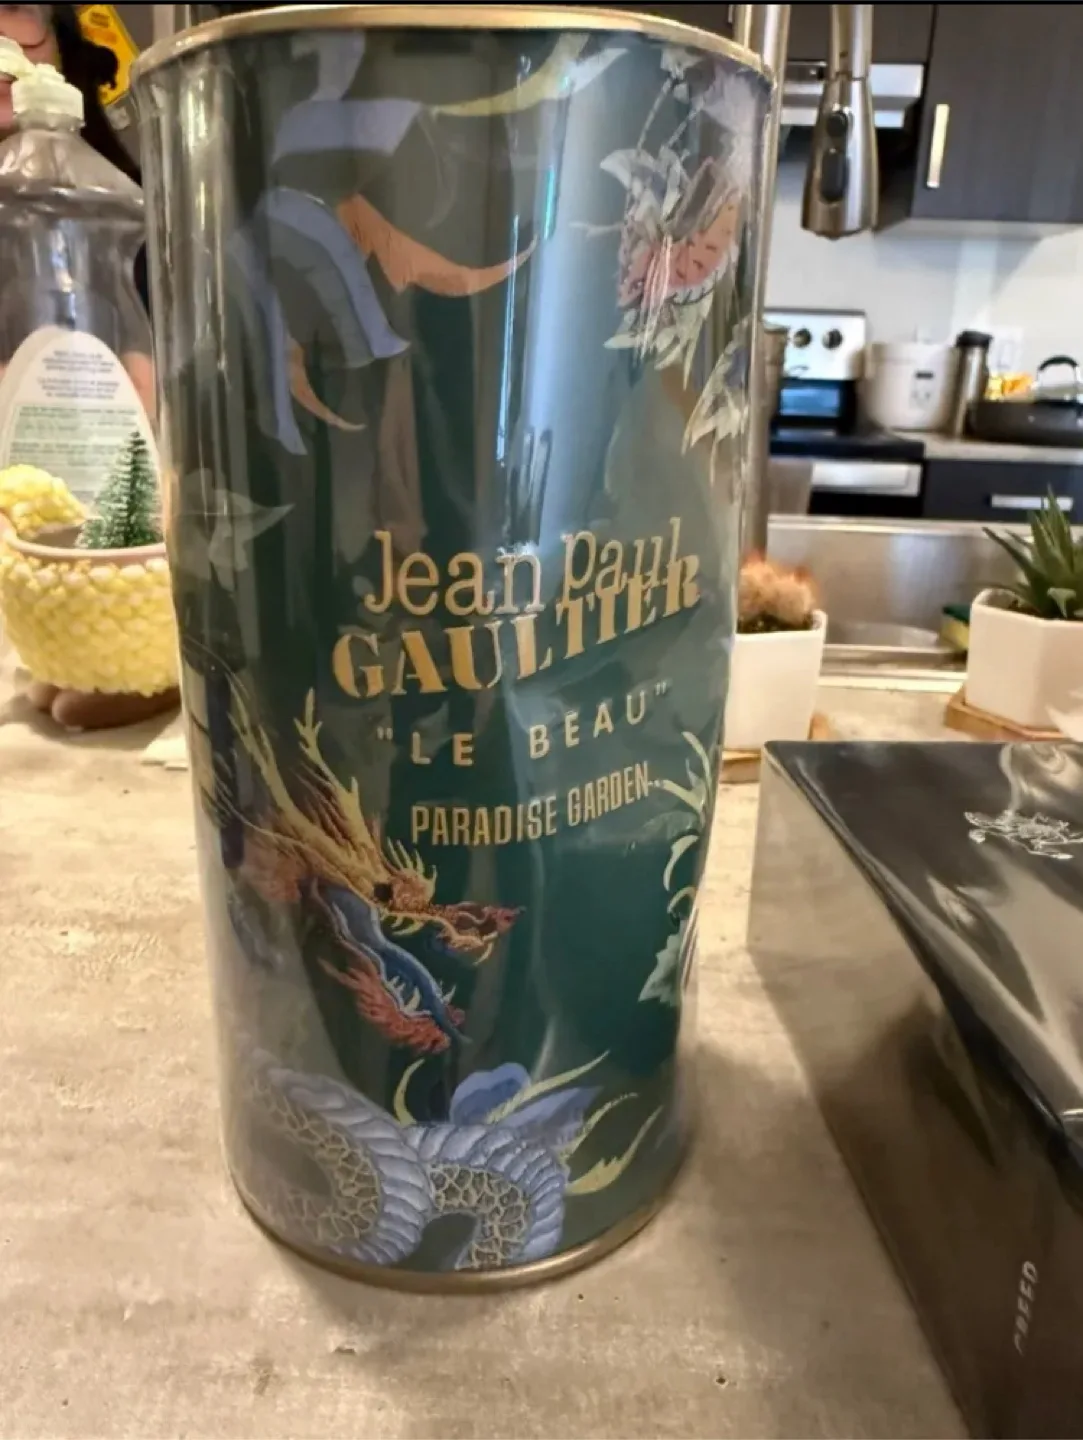 Jean Paul
GAULTIER
"LE BEAU"
PARADISE GARDEN
CREED